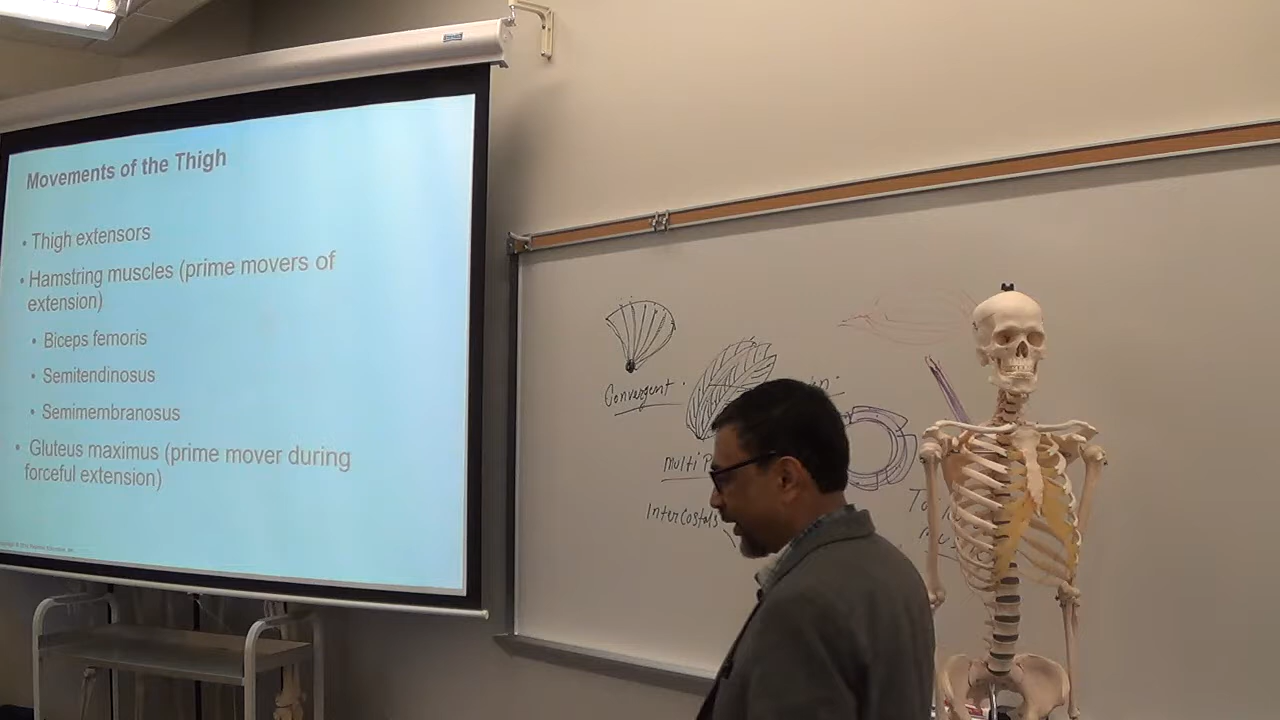 Movements of the Thigh
• Thigh extensors
• Hamstring muscles (prime movers of
extension)
• Biceps femoris
• Semitendinosus
• Semimembranosus
• Gluteus maximus (prime mover during
forceful extension)
Convergent
Multi
Intercostals